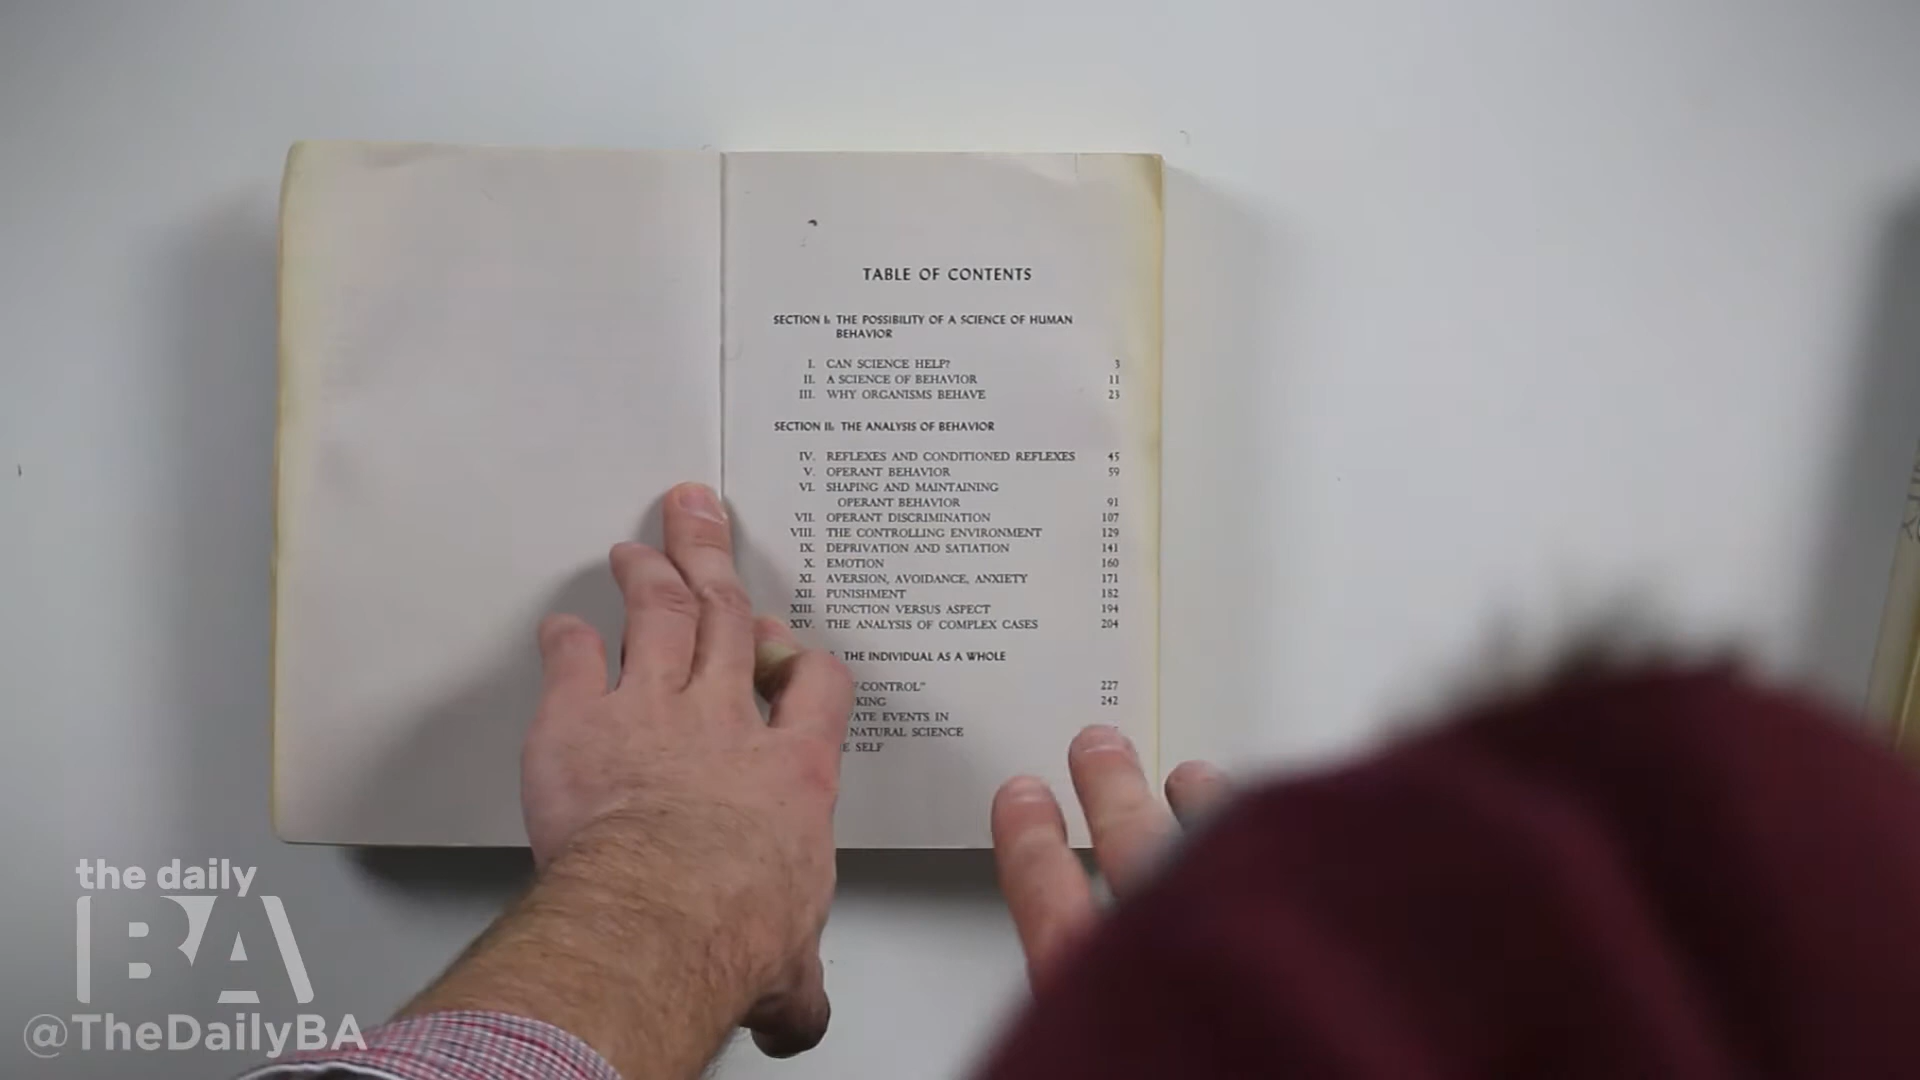 TABLE OF CONTENTS
SECTION I: THE POSSIBILITY OF A SCIENCE OF HUMAN
BEHAVIOR
I. CAN SCIENCE HELP? 3
II. A SCIENCE OF BEHAVIOR 11
III. WHY ORGANISMS BEHAVE 23
SECTION II: THE ANALYSIS OF BEHAVIOR
IV. REFLEXES AND CONDITIONED REFLEXES 45
V. OPERANT BEHAVIOR 59
VI. SHAPING AND MAINTAINING
OPERANT BEHAVIOR 91
VII. OPERANT DISCRIMINATION 107
VIII. THE CONTROLLING ENVIRONMENT 129
IX. DEPRIVATION AND SATIATION 141
X. EMOTION 160
XI. AVERSION, AVOIDANCE, ANXIETY 171
XII. PUNISHMENT 182
XIII. FUNCTION VERSUS ASPECT 194
XIV. THE ANALYSIS OF COMPLEX CASES 204
THE INDIVIDUAL AS A WHOLE
CONTROL" 227
KING 242
VATE EVENTS IN
NATURAL SCIENCE
E SELF
the daily
BA
@TheDailyBA